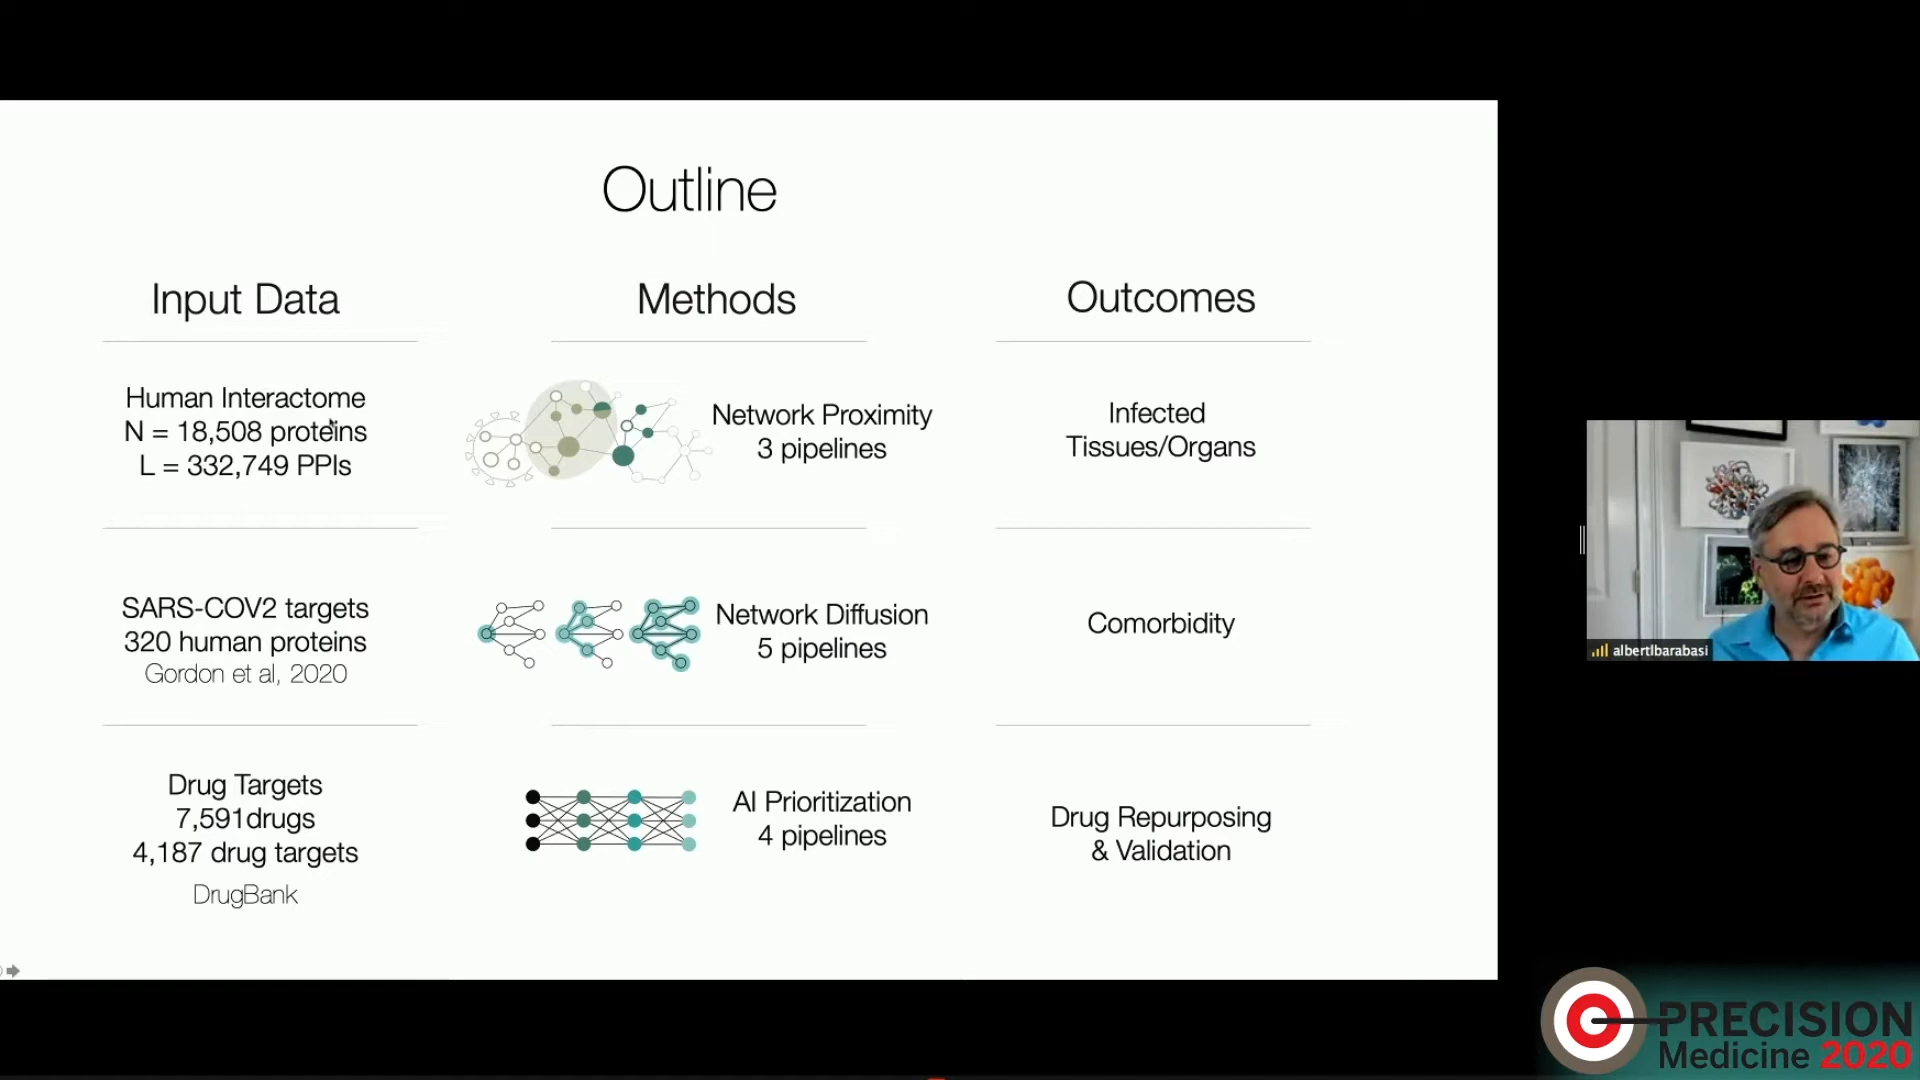 Outline
Input Data
Methods
Outcomes
Human Interactome
N = 18,508 proteins
L = 332,749 PPIs
Network Proximity
3 pipelines
Infected
Tissues/Organs
SARS-COV2 targets
320 human proteins
Gordon et al, 2020
Network Diffusion
5 pipelines
Comorbidity
Drug Targets
7,591drugs
4,187 drug targets
DrugBank
AI Prioritization
4 pipelines
Drug Repurposing
& Validation
albertlbarabasi
PRECISION
Medicine 2020